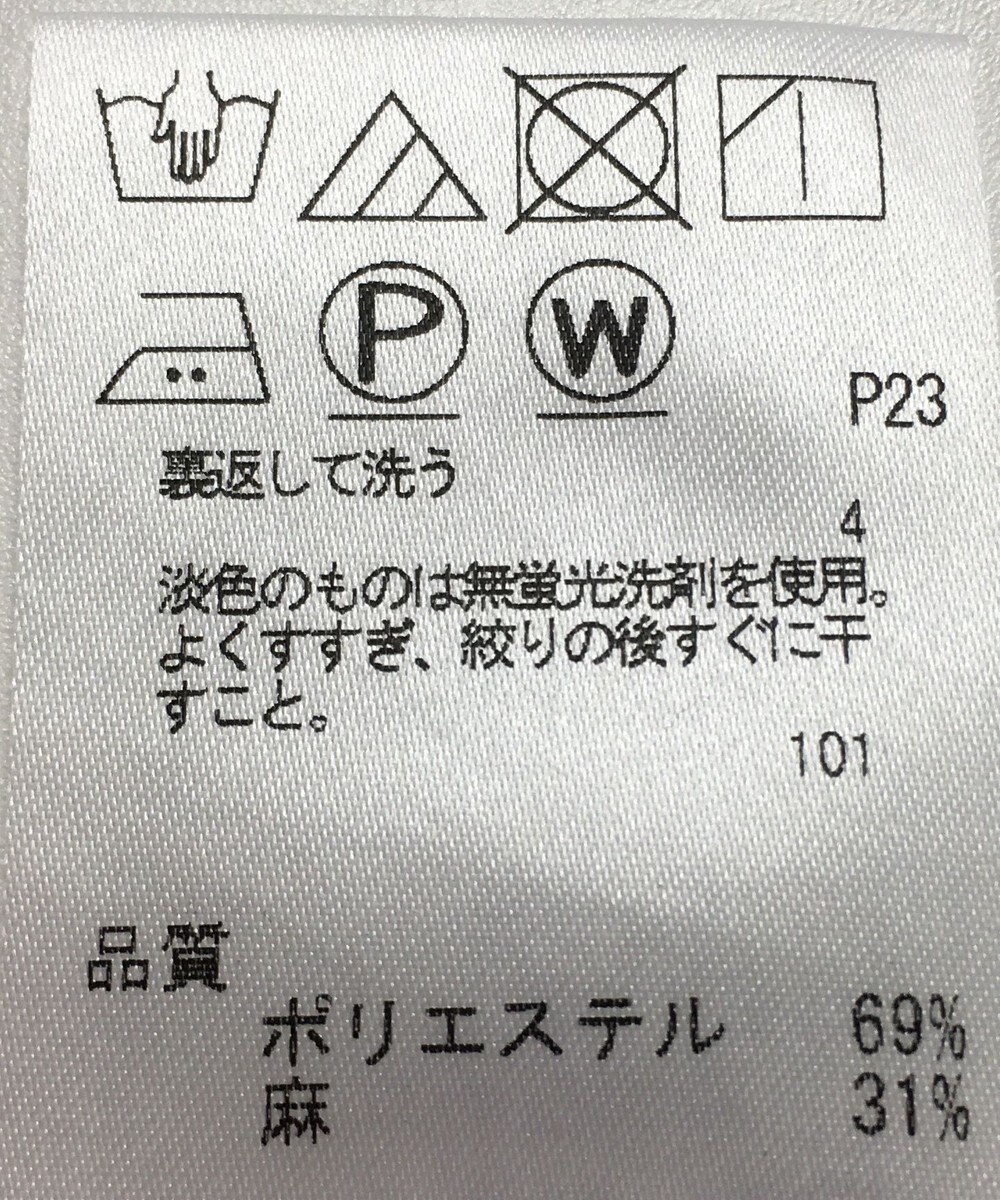 P W
P23
裏返して洗う
4
淡色のものは無蛍光洗剤を使用。
よくすすぎ、絞りの後すぐに干
すこと。
101
品質
ポリエステル 69%
麻 31%